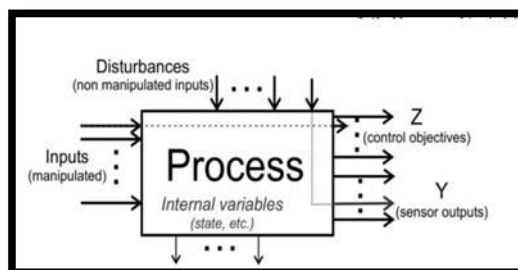 Disturbances
(non manipulated inputs)
Z
(control objectives)
Process
Inputs
(manipulated)
Internal variables
(state, etc.)
Y
(sensor outputs)